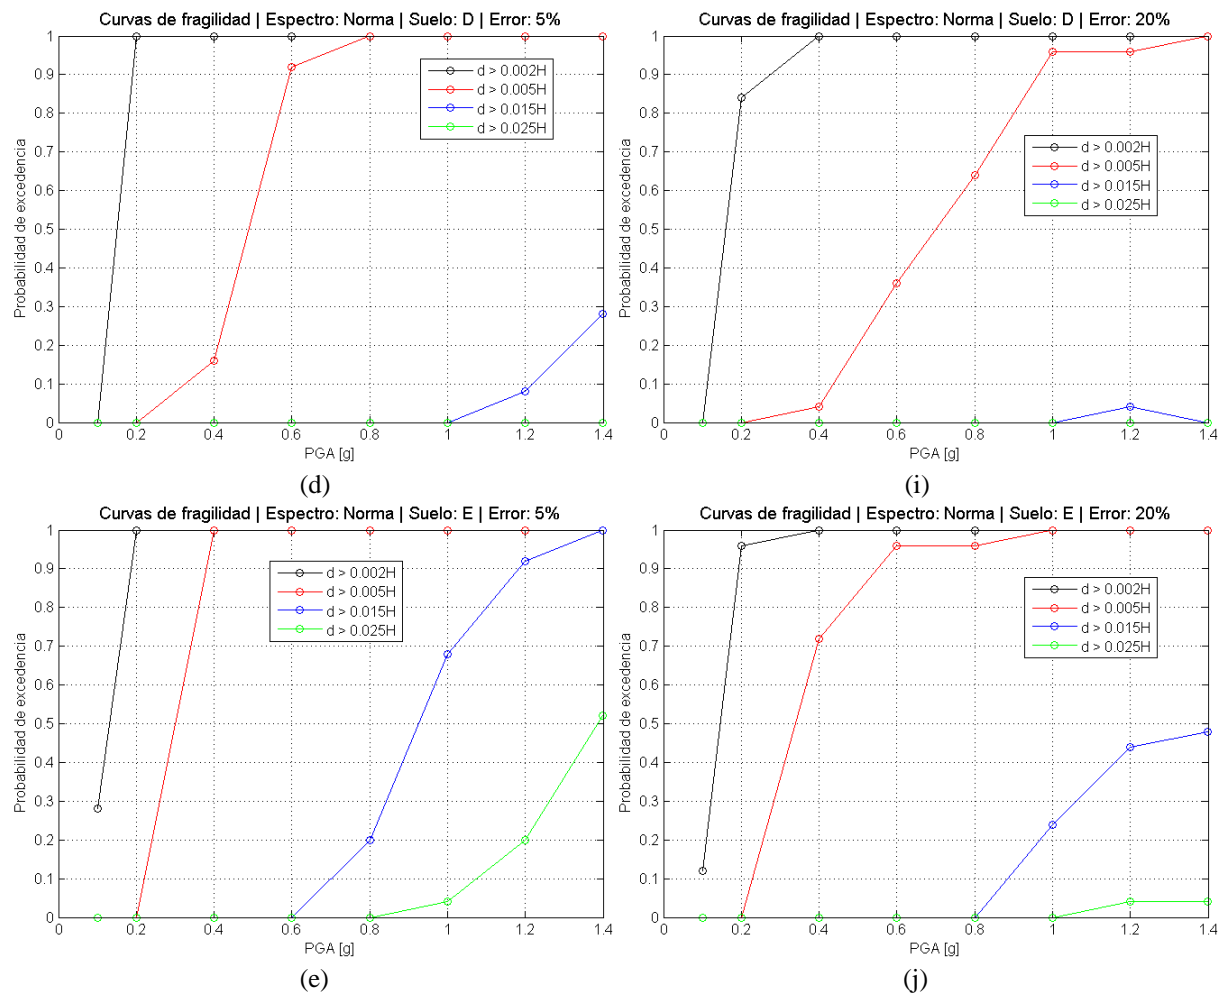 Curvas de fragilidad | Espectro: Norma | Suelo: D | Error: 5%
1
0.9
0.8
0.7
0.6
0.5
0.4
0.3
0.2
0.1
0
Probabilidad de excedencia
d > 0.002H
d > 0.005H
d > 0.015H
d > 0.025H
0 0.2 0.4 0.6 0.8 1 1.2 1.4
PGA [g]
(d)
Curvas de fragilidad | Espectro: Norma | Suelo: D | Error: 20%
1
0.9
0.8
0.7
0.6
0.5
0.4
0.3
0.2
0.1
0
Probabilidad de excedencia
d > 0.002H
d > 0.005H
d > 0.015H
d > 0.025H
0 0.2 0.4 0.6 0.8 1 1.2 1.4
PGA [g]
(i)
Curvas de fragilidad | Espectro: Norma | Suelo: E | Error: 5%
1
0.9
0.8
0.7
0.6
0.5
0.4
0.3
0.2
0.1
0
Probabilidad de excedencia
d > 0.002H
d > 0.005H
d > 0.015H
d > 0.025H
0 0.2 0.4 0.6 0.8 1 1.2 1.4
PGA [g]
(e)
Curvas de fragilidad | Espectro: Norma | Suelo: E | Error: 20%
1
0.9
0.8
0.7
0.6
0.5
0.4
0.3
0.2
0.1
0
Probabilidad de excedencia
d > 0.002H
d > 0.005H
d > 0.015H
d > 0.025H
0 0.2 0.4 0.6 0.8 1 1.2 1.4
PGA [g]
(j)